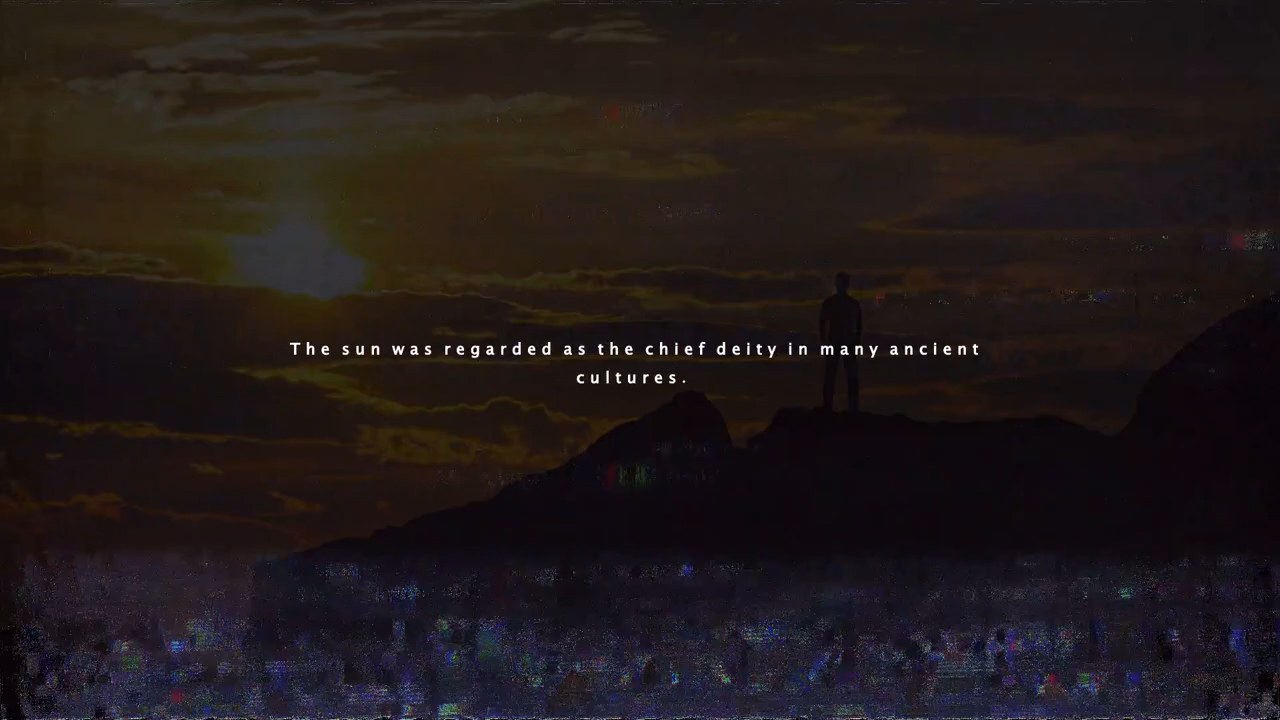 The sun was regarded as the chief deity in many ancient
cultures.